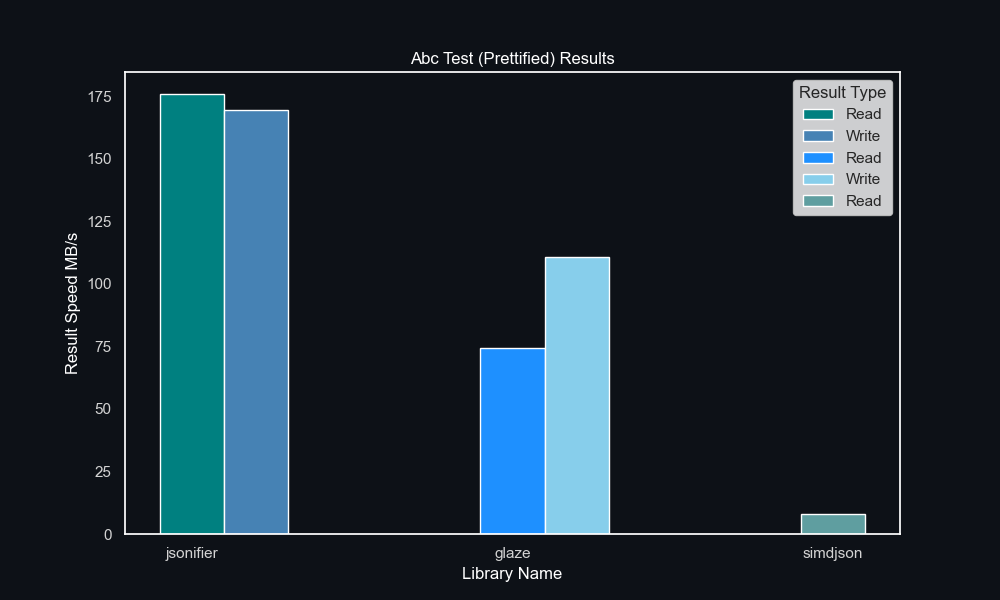 Abc Test (Prettified) Results
Result Type
Read
Write
Read
Write
Read
175
150
125
100
75
50
25
0
Result Speed MB/s
jsonifier
glaze
simdjson
Library Name